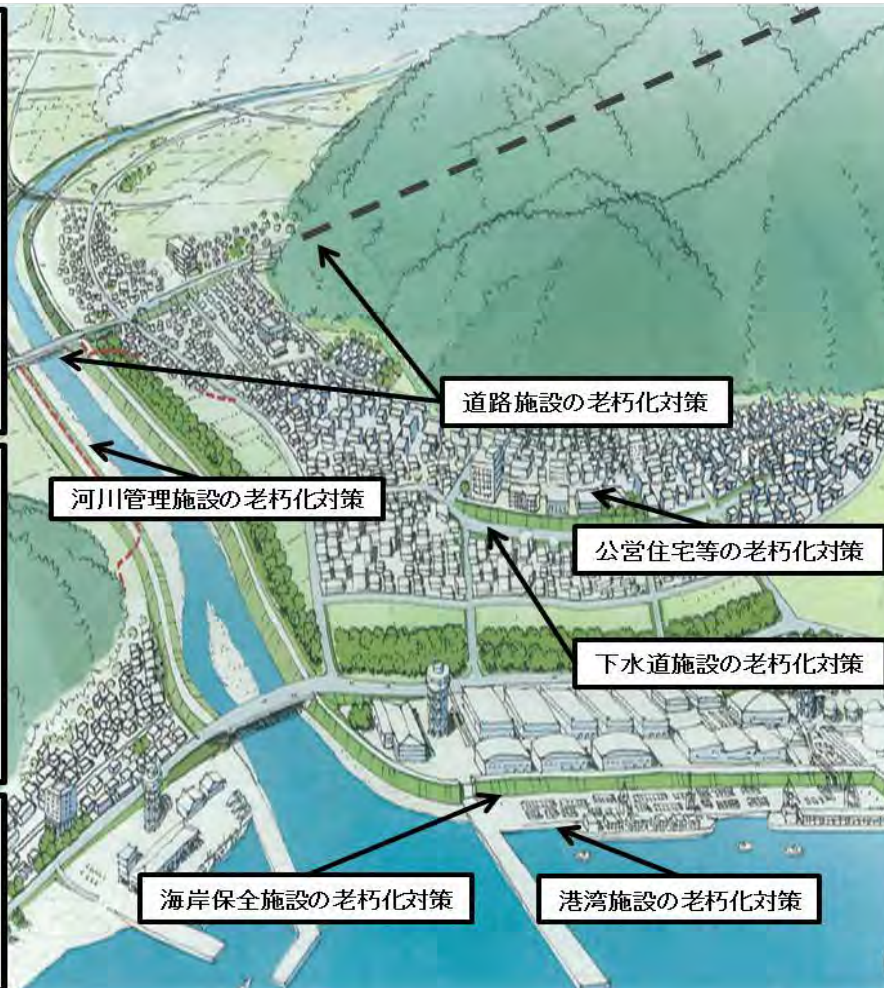 道路施設の老朽化対策
河川管理施設の老朽化対策
公営住宅等の老朽化対策
下水道施設の老朽化対策
海岸保全施設の老朽化対策
港湾施設の老朽化対策